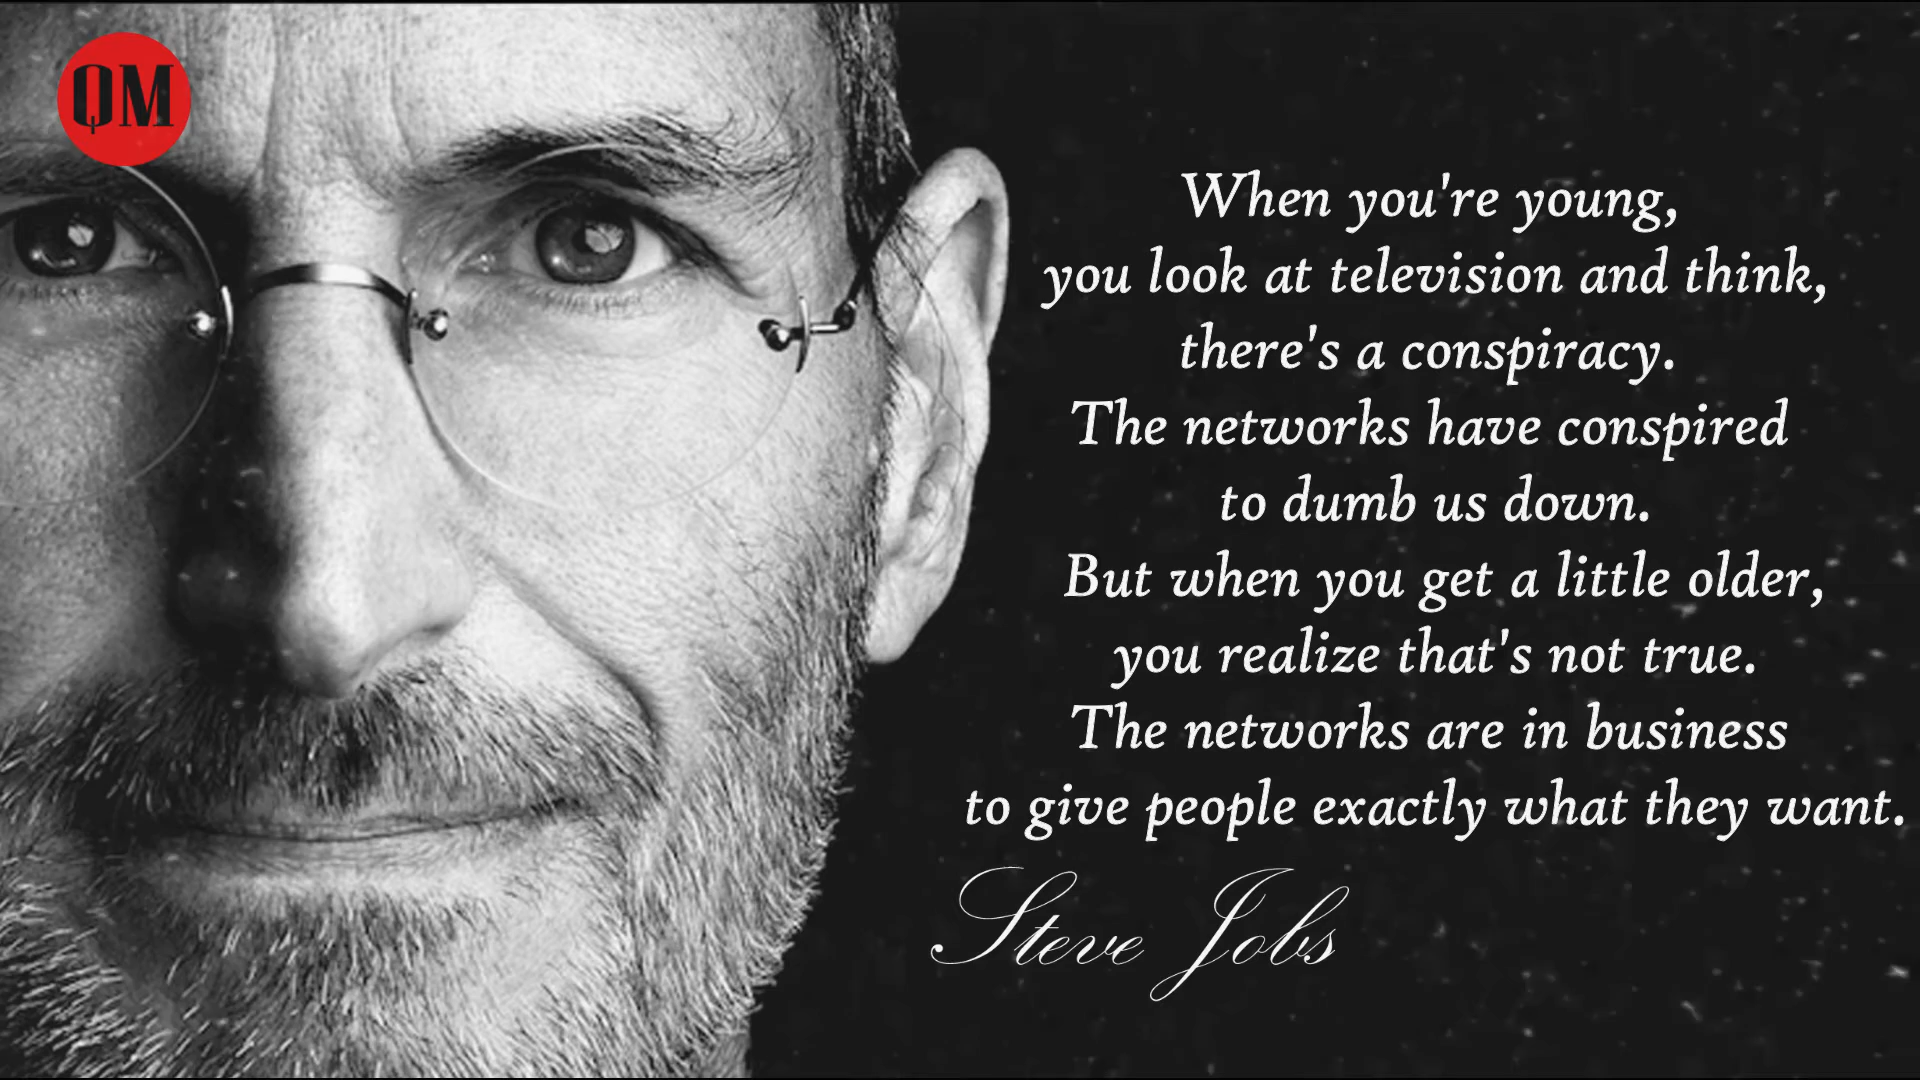 QM
When you're young,
you look at television and think,
there's a conspiracy.
The networks have conspired
to dumb us down.
But when you get a little older,
you realize that's not true.
The networks are in business
to give people exactly what they want.
Steve Jobs